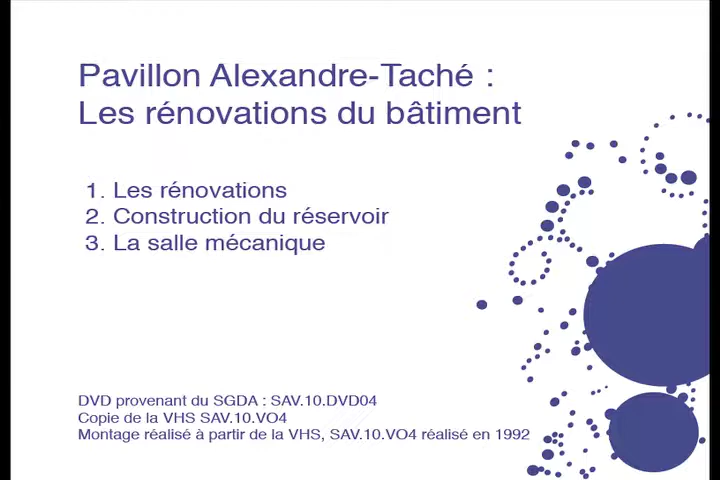 Pavillon Alexandre-Taché :
Les rénovations du bâtiment
1. Les rénovations
2. Construction du réservoir
3. La salle mécanique
DVD provenant du SGDA : SAV.10.DVD04
Copie de la VHS SAV.10.VO4
Montage réalisé à partir de la VHS, SAV.10.VO4 réalisé en 1992